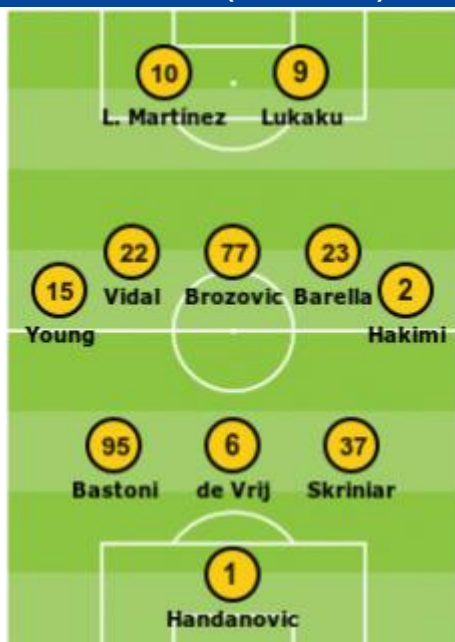 10 9
L. Martínez Lukaku
22 77 23
15 Vidal Brozovic Barella 2
Young Hakimi
95 6 37
Bastoni de Vrij Skriniar
1
Handanovic